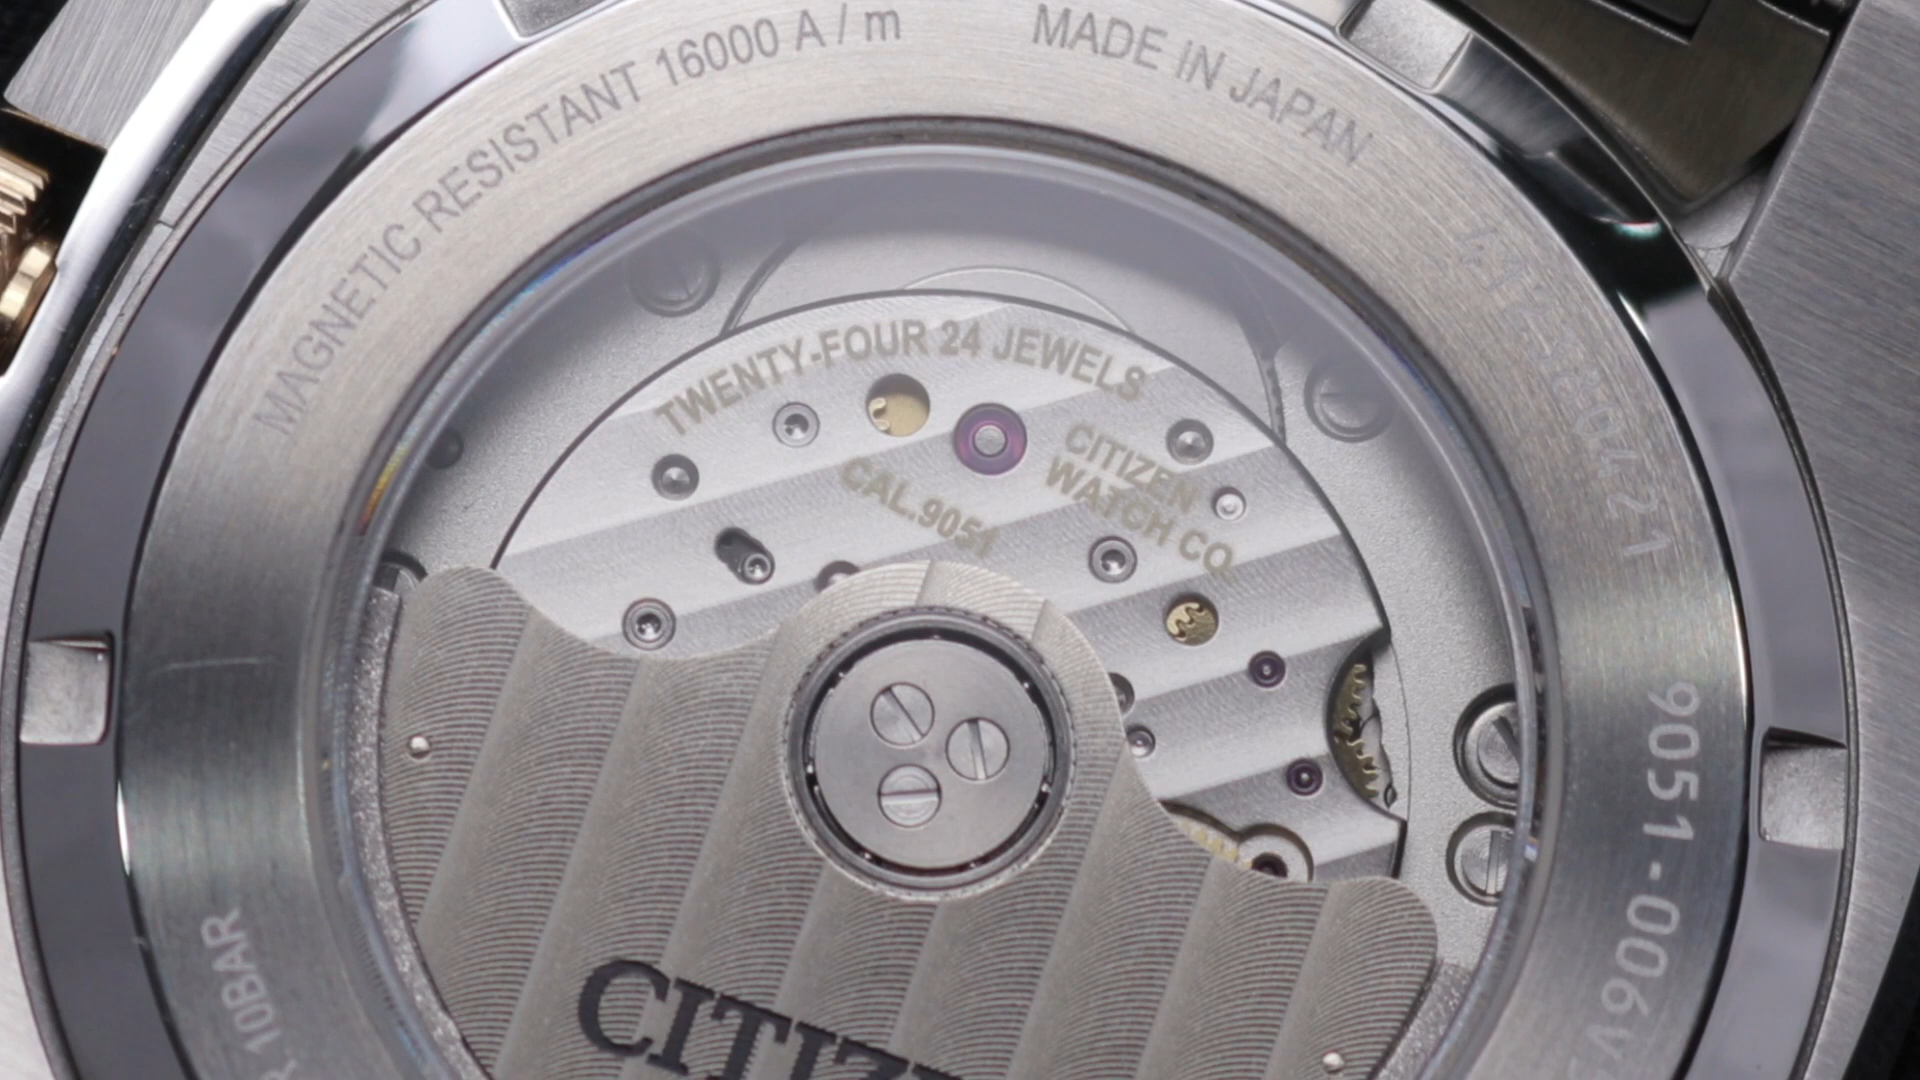 MAGNETIC RESISTANT 16000 A / m
MADE IN JAPAN
TWENTY-FOUR 24 JEWELS
CAL.9051
CITIZEN
WATCH CO
9051-006
10BAR